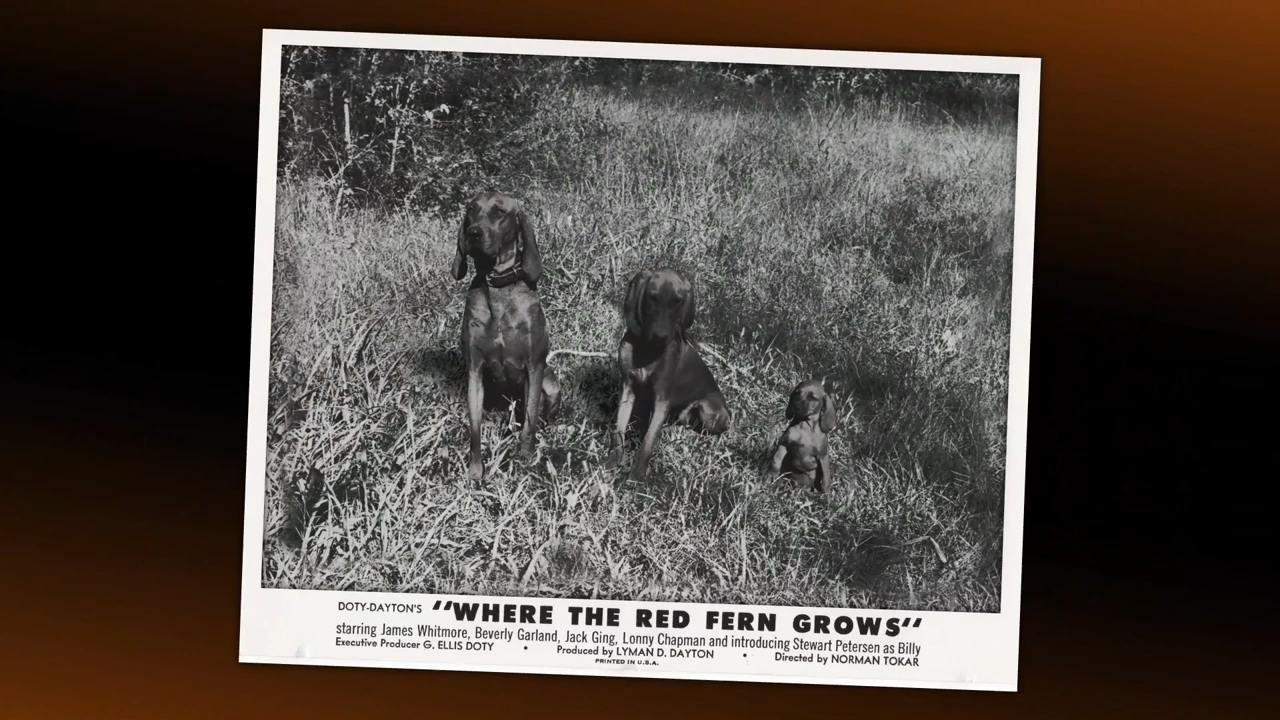 DOTY-DAYTON'S "WHERE THE RED FERN GROWS"
starring James Whitmore, Beverly Garland, Jack Ging, Lonny Chapman and introducing Stewart Petersen as Billy
Executive Producer G. ELLIS DOTY • Produced by LYMAN D. DAYTON • Directed by NORMAN TOKAR
PRINTED IN U.S.A.